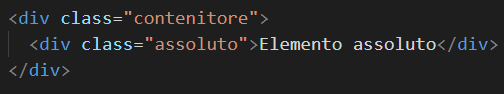 <div class="contenitore">
<div class="assoluto">Elemento assoluto</div>
</div>